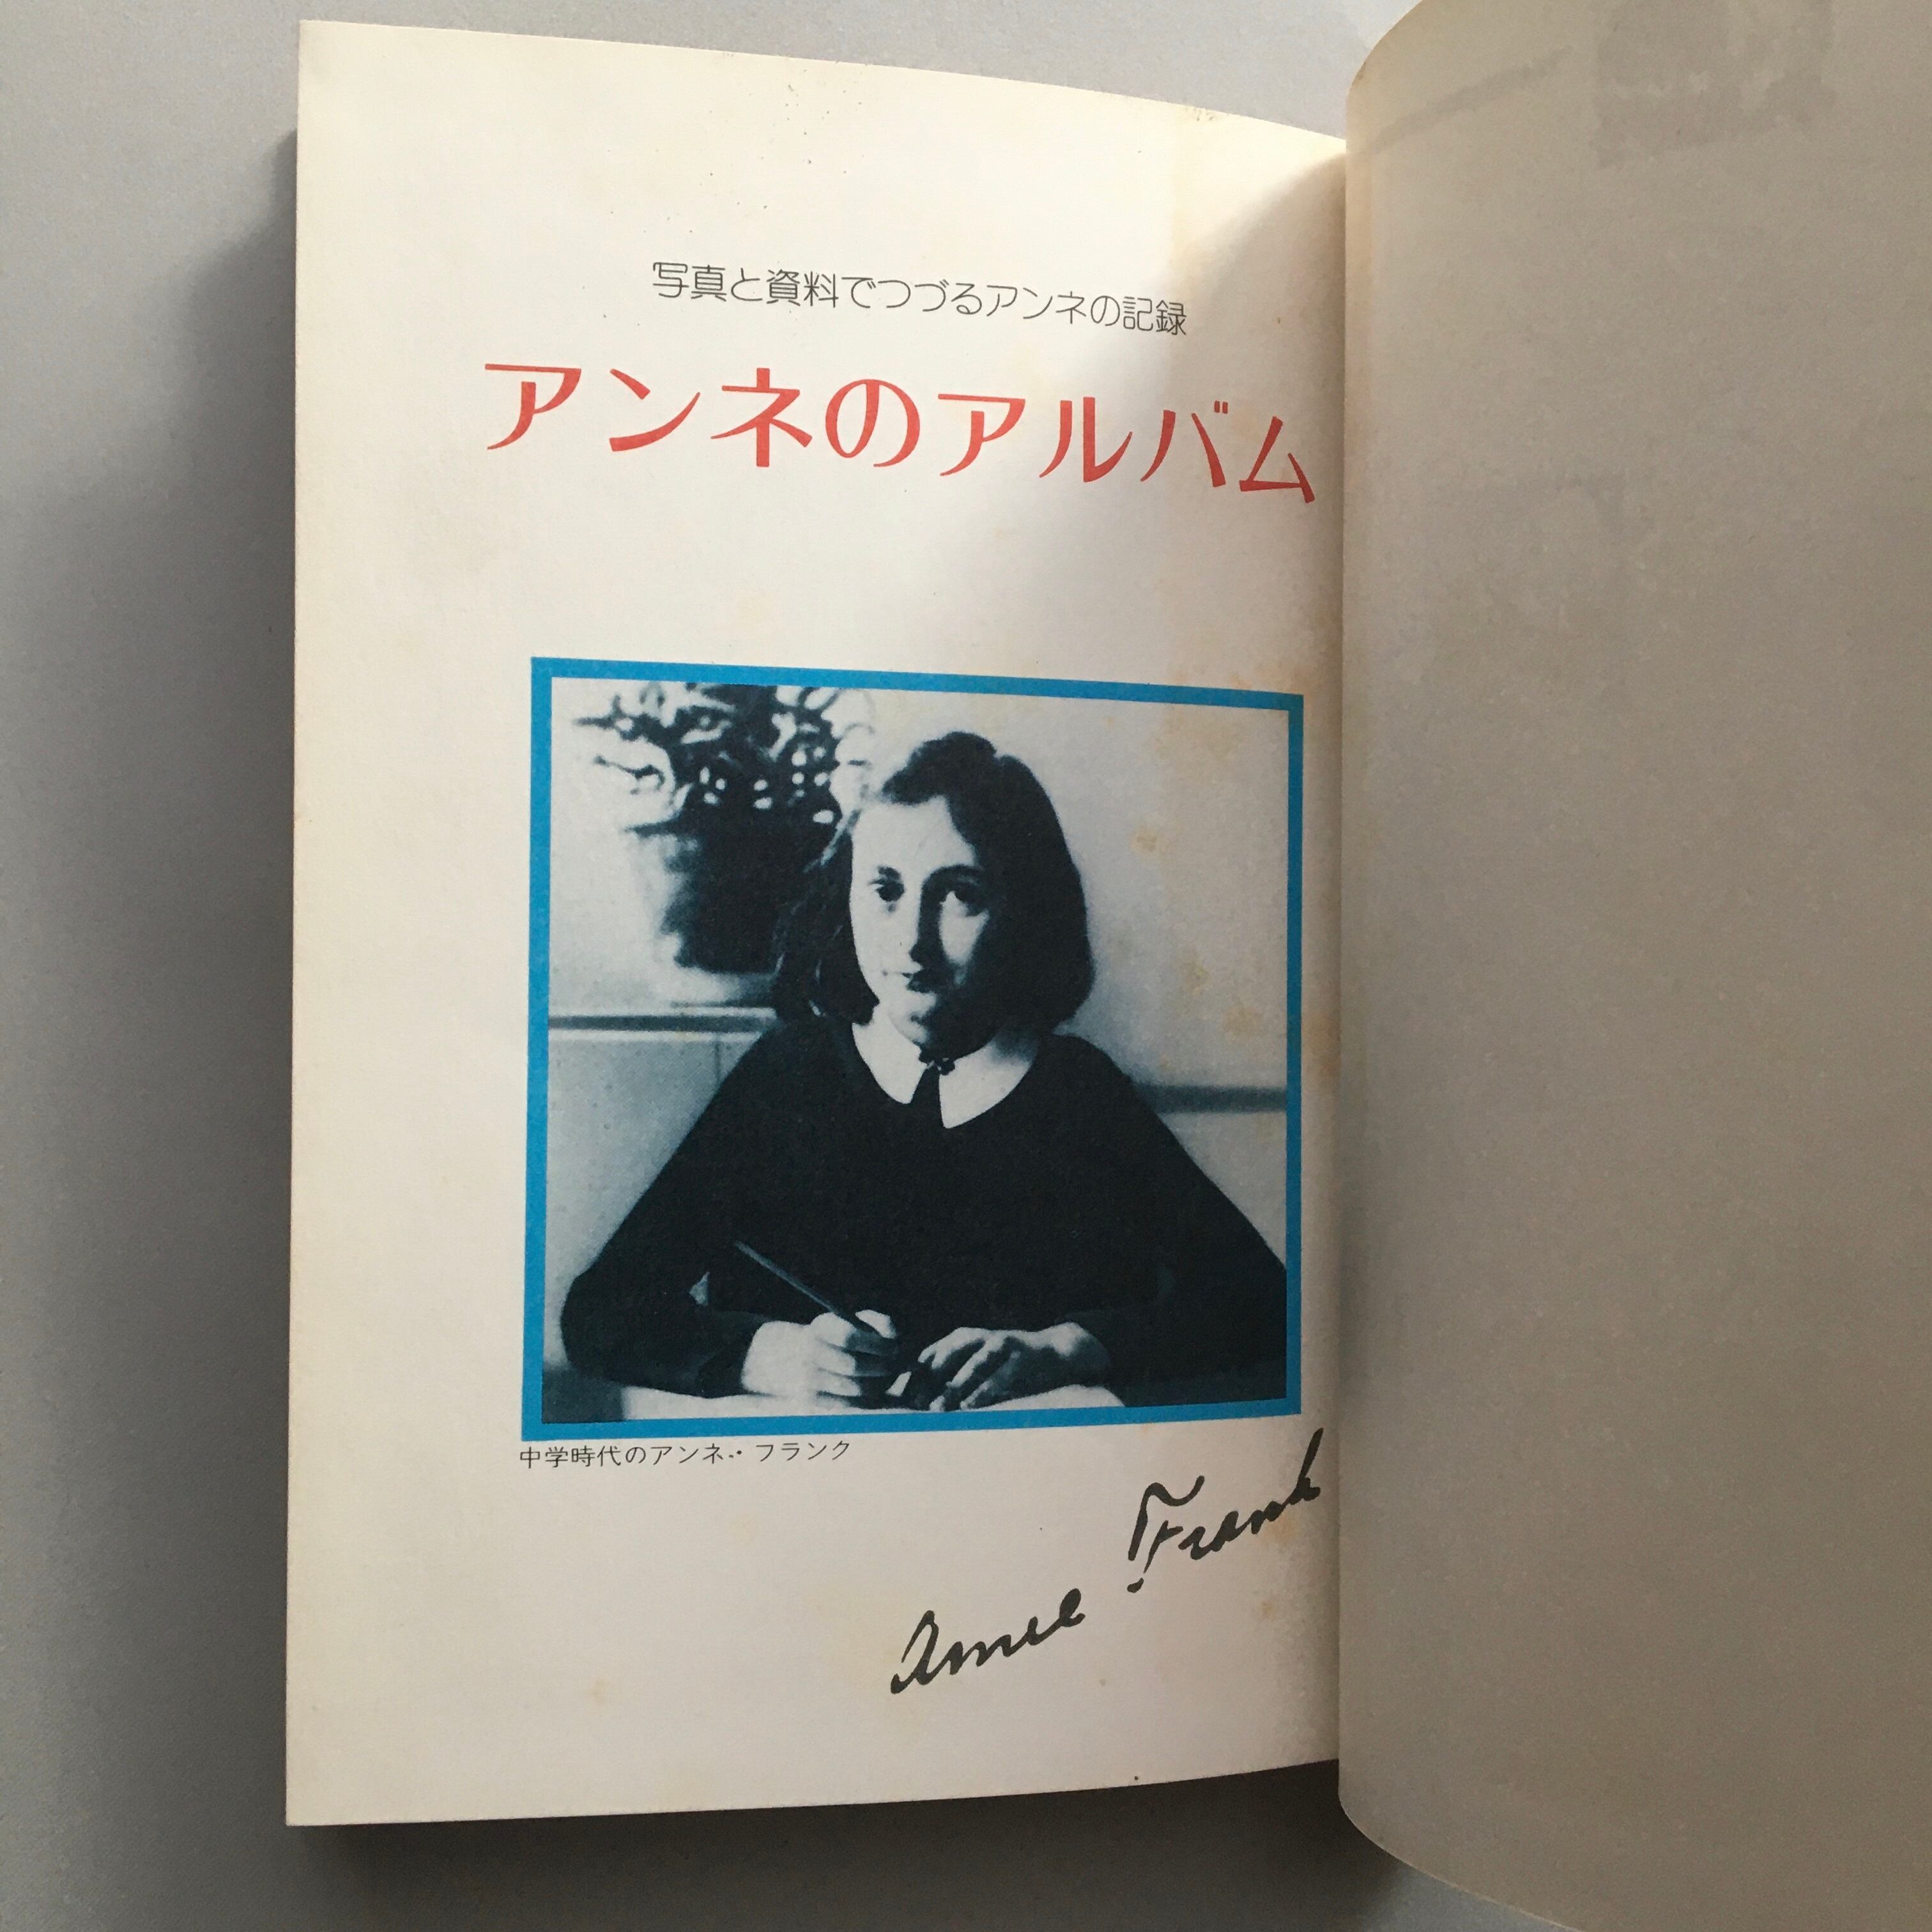 写真と資料でつづるアンネの記録
アンネのアルバム
中学時代のアンネ・フランク
Anne Frank